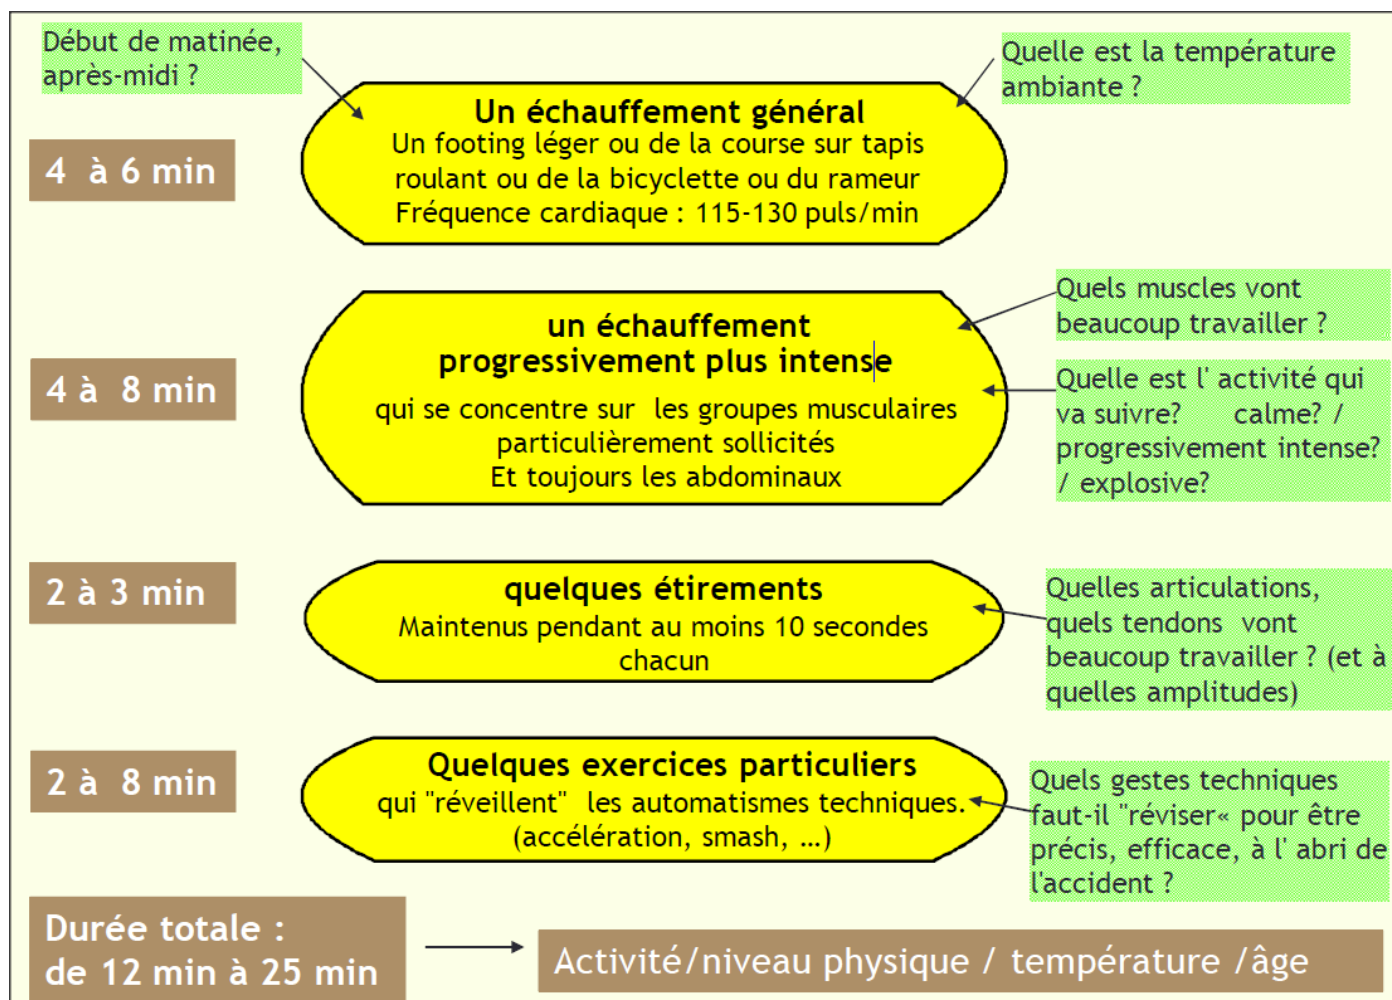 Début de matinée,
après-midi ?
Quelle est la température
ambiante ?
Un échauffement général
Un footing léger ou de la course sur tapis
roulant ou de la bicyclette ou du rameur
Fréquence cardiaque : 115-130 puls/min
4 à 6 min
un échauffement
progressivement plus intense
qui se concentre sur les groupes musculaires
particulièrement sollicités
Et toujours les abdominaux
4 à 8 min
Quels muscles vont
beaucoup travailler ?
Quelle est l' activité qui
va suivre? calme? /
progressivement intense?
/ explosive?
2 à 3 min
quelques étirements
Maintenus pendant au moins 10 secondes
chacun
Quelles articulations,
quels tendons vont
beaucoup travailler ? (et à
quelles amplitudes)
2 à 8 min
Quelques exercices particuliers
qui "réveillent" les automatismes techniques.
(accélération, smash, …)
Quels gestes techniques
faut-il "réviser« pour être
précis, efficace, à l' abri de
l'accident ?
Durée totale :
de 12 min à 25 min
Activité/niveau physique / température /âge